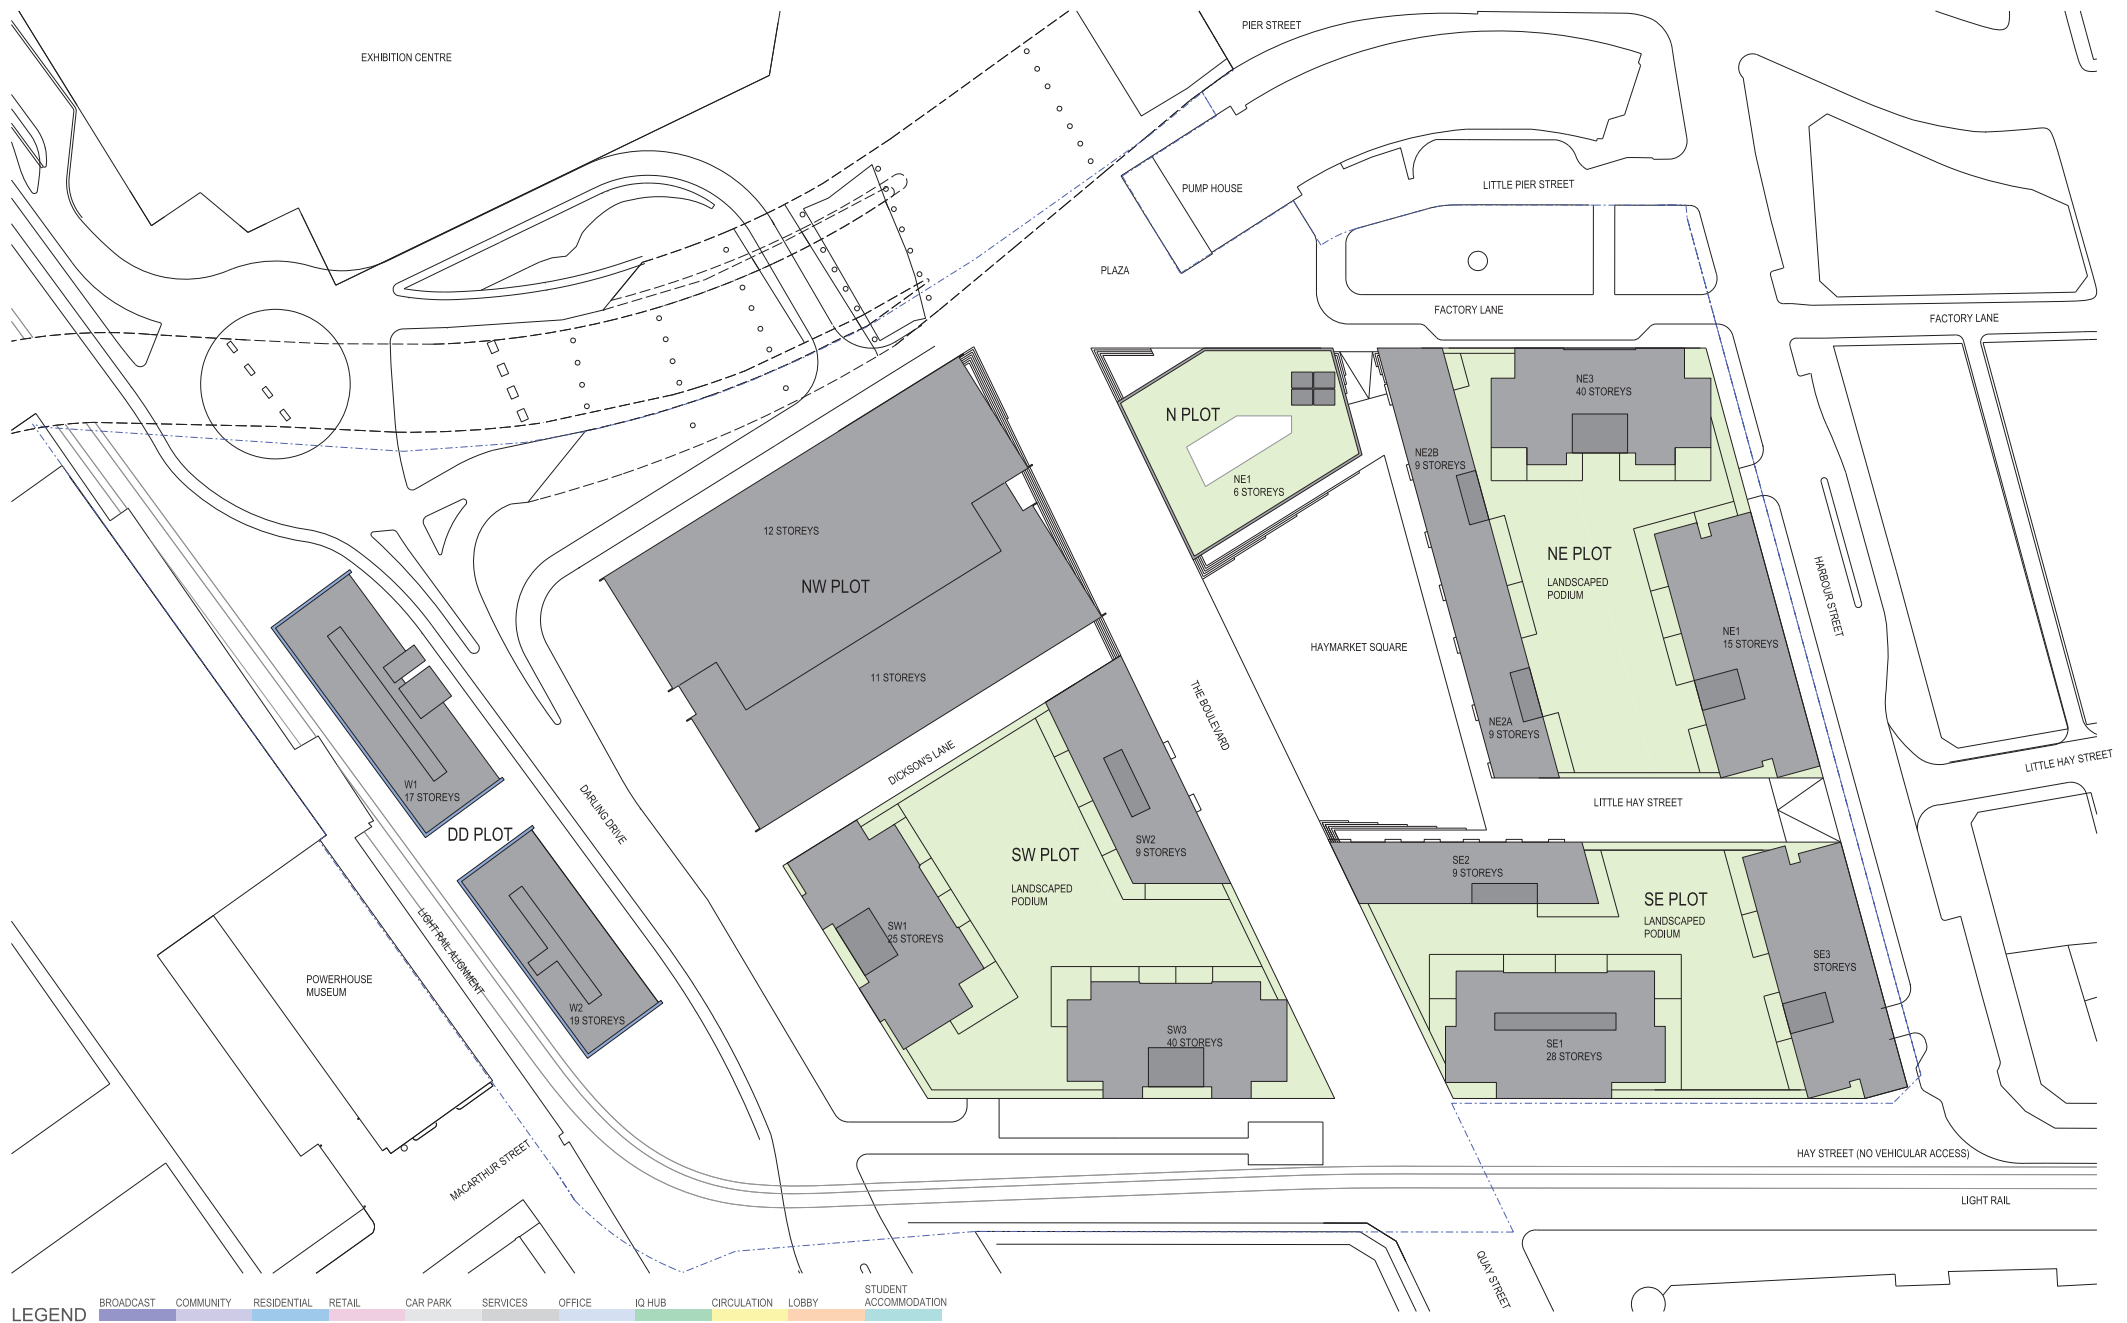 PIER STREET
EXHIBITION CENTRE
LITTLE PIER STREET
PUMP HOUSE
PLAZA
FACTORY LANE
FACTORY LANE
NE3
40 STOREYS
N PLOT
NE2B
9 STOREYS
NE1
6 STOREYS
12 STOREYS
NW PLOT
NE PLOT
LANDSCAPED
PODIUM
HARBOUR STREET
NE1
15 STOREYS
HAYMARKET SQUARE
11 STOREYS
THE BOULEVARD
NE2A
9 STOREYS
DICKSON'S LANE
LITTLE HAY STREET
W1
17 STOREYS
DARLING DRIVE
LITTLE HAY STREET
DD PLOT
SW2
9 STOREYS
SW PLOT
SE2
9 STOREYS
LANDSCAPED
PODIUM
SE PLOT
LANDSCAPED
PODIUM
SW1
25 STOREYS
LIGHT RAIL ALIGNMENT
SE3
STOREYS
POWERHOUSE
MUSEUM
W2
19 STOREYS
SW3
40 STOREYS
SE1
28 STOREYS
MACARTHUR STREET
HAY STREET (NO VEHICULAR ACCESS)
LIGHT RAIL
QUAY STREET
LEGEND
BROADCAST
COMMUNITY
RESIDENTIAL
RETAIL
CAR PARK
SERVICES
OFFICE
IQ HUB
CIRCULATION
LOBBY
STUDENT
ACCOMMODATION